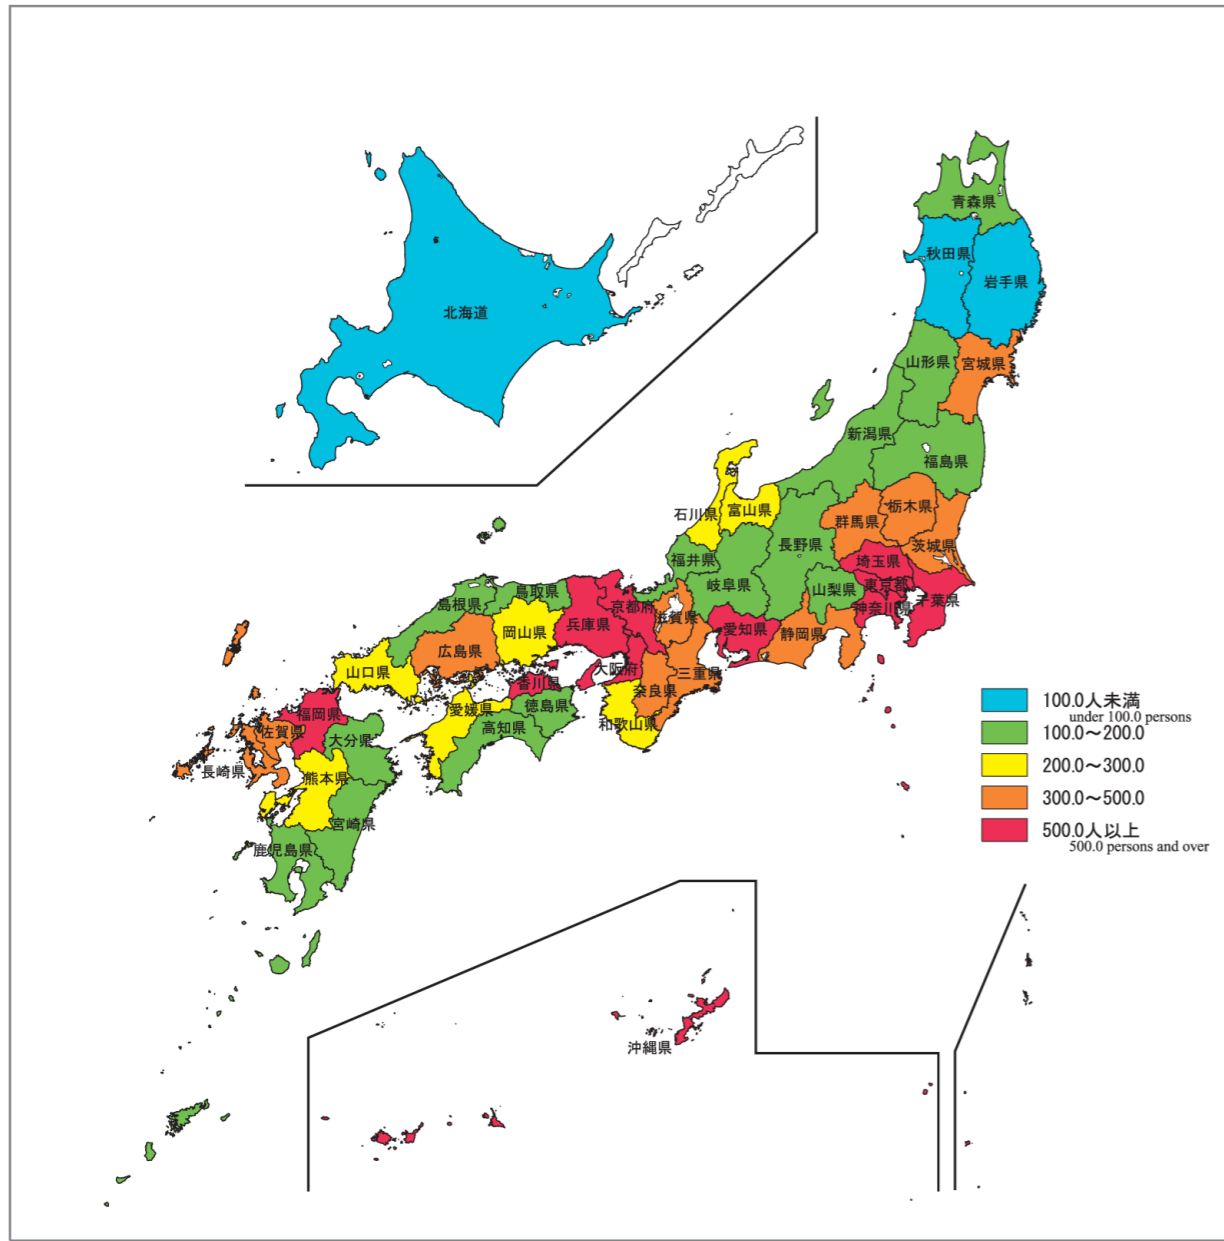 青森県
秋田県
岩手県
北海道
山形県
宮城県
新潟県
福島県
石川県
富山県
群馬県
栃木県
茨城県
福井県
長野県
埼玉県
岐阜県
山梨県
東京都
神奈川県
千葉県
島根県
鳥取県
京都府
滋賀県
兵庫県
愛知県
静岡県
岡山県
広島県
山口県
大阪府
三重県
香川県
奈良県
徳島県
和歌山県
愛媛県
高知県
福岡県
佐賀県
大分県
長崎県
熊本県
宮崎県
鹿児島県
沖縄県
100.0人未満
under 100.0 persons
100.0～200.0
200.0～300.0
300.0～500.0
500.0人以上
500.0 persons and over